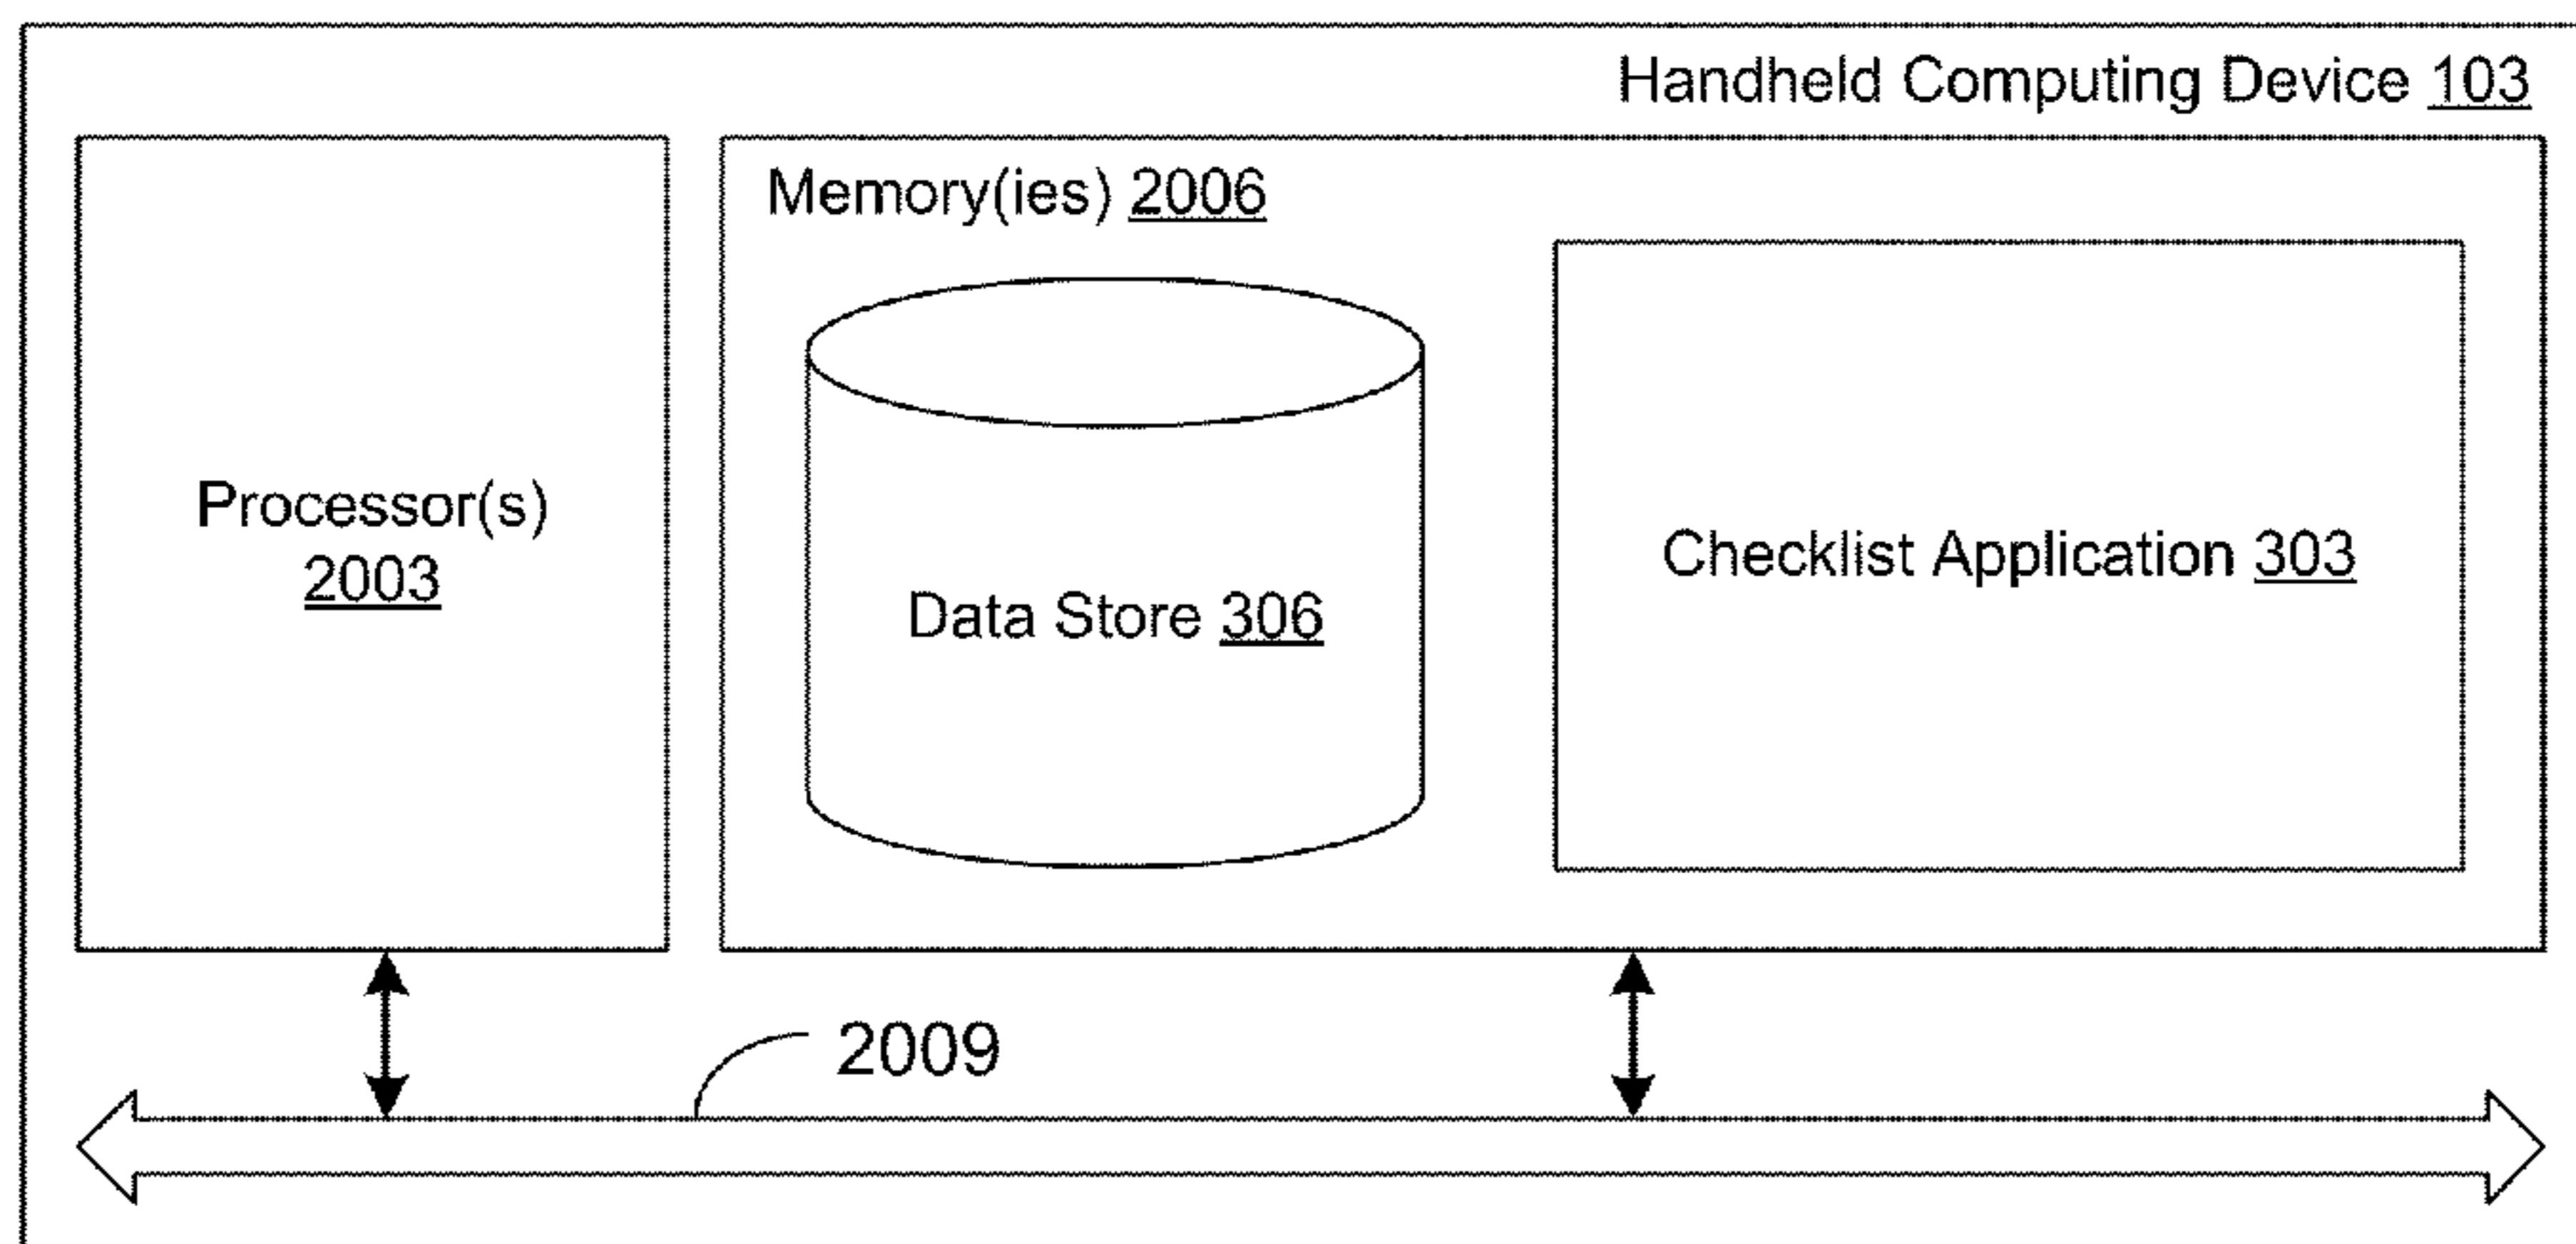 Handheld Computing Device 103
Memory(ies) 2006
Processor(s)
2003
Data Store 306
Checklist Application 303
2009